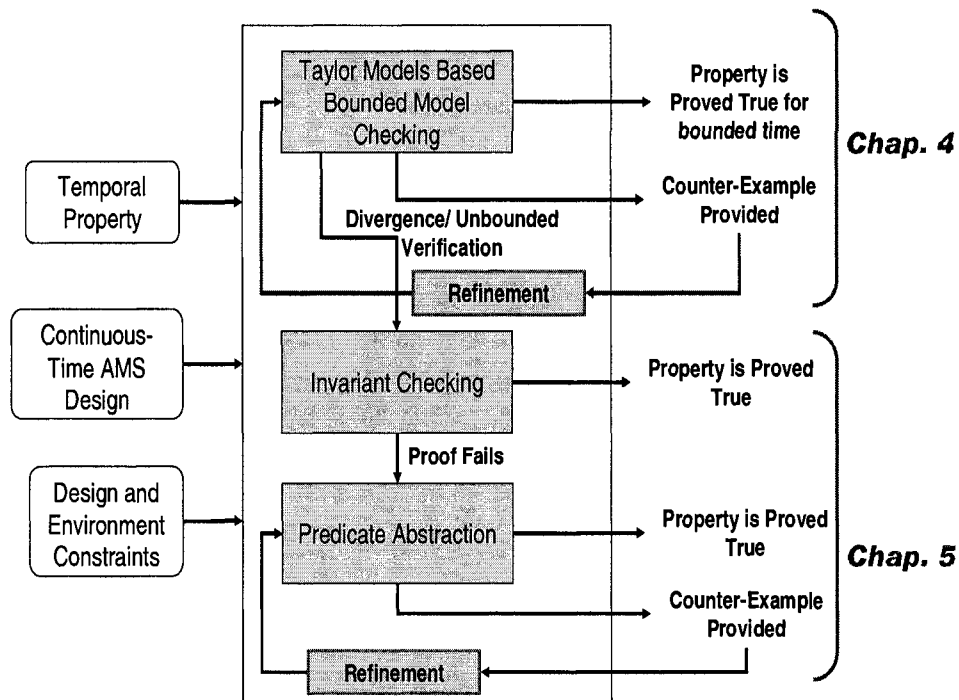 Taylor Models Based
Bounded Model
Checking
Property is
Proved True for
bounded time
Chap. 4
Temporal
Property
Counter-Example
Provided
Divergence/ Unbounded
Verification
Refinement
Continuous-
Time AMS
Design
Invariant Checking
Property is Proved
True
Proof Fails
Design and
Environment
Constraints
Predicate Abstraction
Property is Proved
True
Chap. 5
Counter-Example
Provided
Refinement